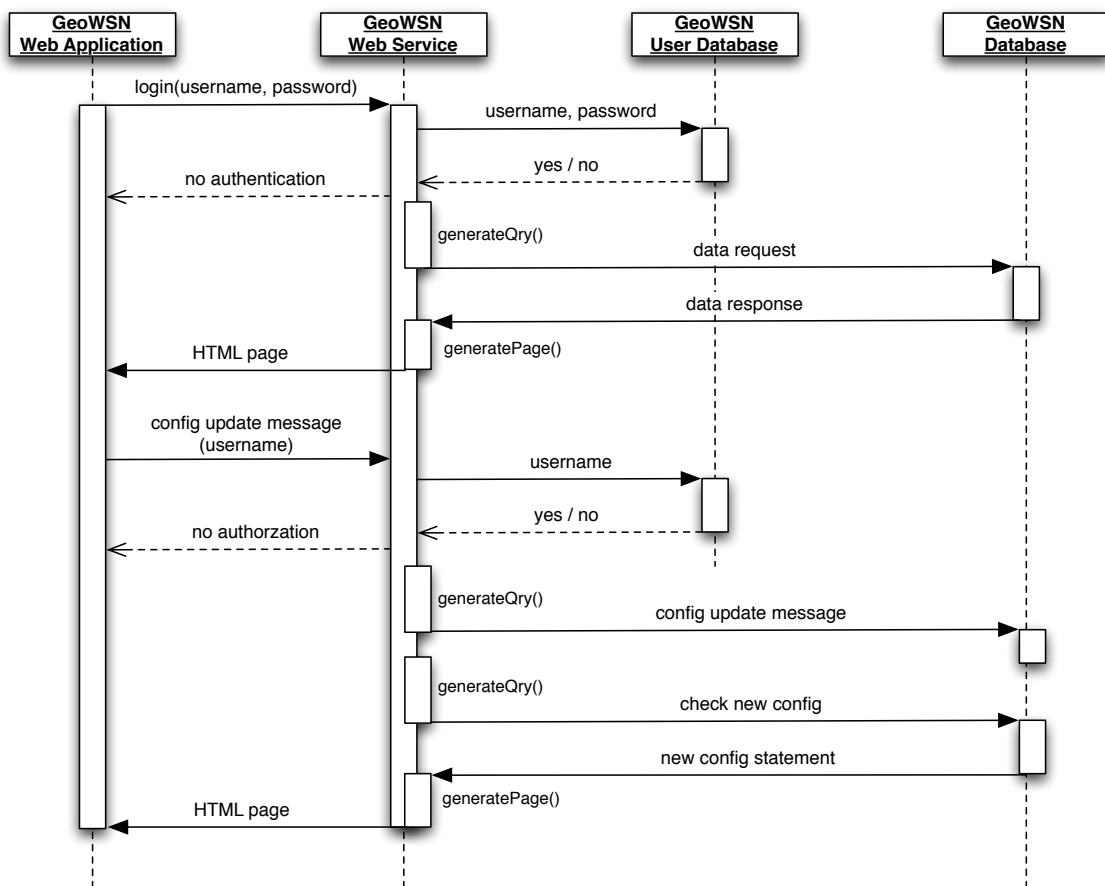 GeoWSN
Web Application
GeoWSN
Web Service
GeoWSN
User Database
GeoWSN
Database
login(username, password)
username, password
yes / no
no authentication
generateQry()
data request
data response
generatePage()
HTML page
config update message
(username)
username
yes / no
no authorzation
generateQry()
config update message
generateQry()
check new config
new config statement
generatePage()
HTML page